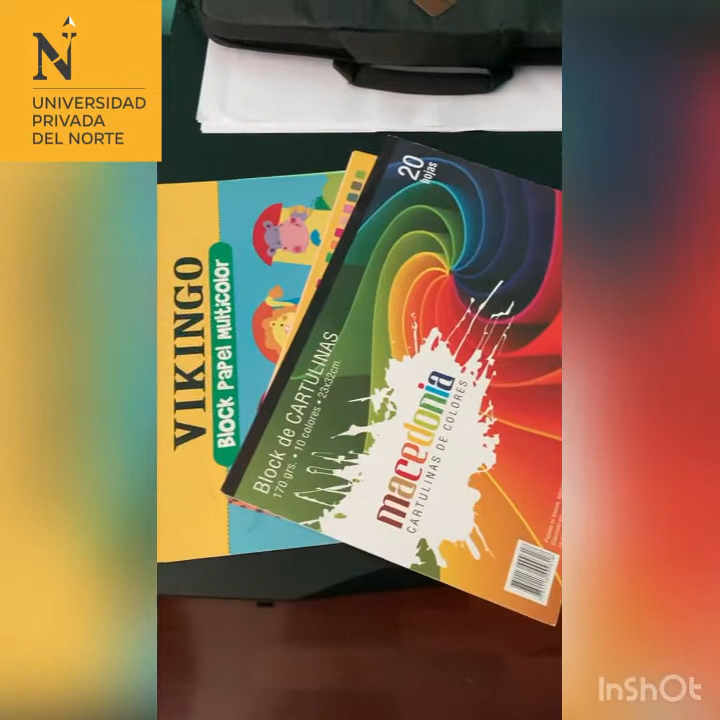 UNIVERSIDAD
PRIVADA
DEL NORTE
VIKINGO
BLOCK PAPEL MULTICOLOR
20
hojas
Block de CARTULINAS
170 grs. • 10 colores • 23x32cm.
macedonia
CARTULINAS DE COLORES
InShOt